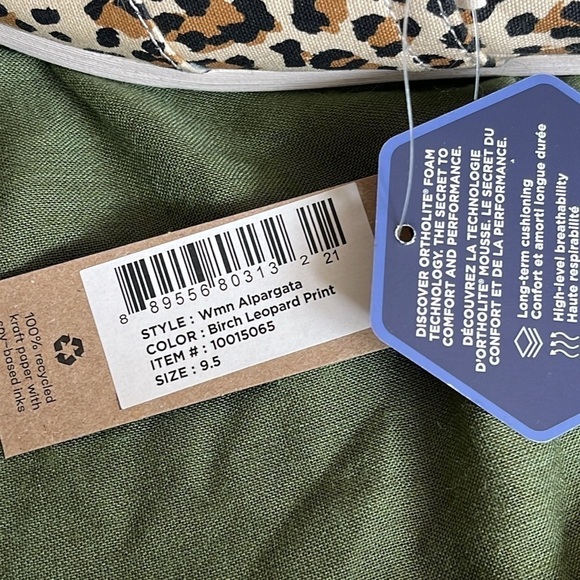 8 89556 80313 2 21
STYLE : Wmn Alpargata
COLOR : Birch Leopard Print
ITEM # : 10015065
SIZE : 9.5
100% recycled
kraft paper with
soy-based inks
DISCOVER ORTHOLITE® FOAM
TECHNOLOGY. THE SECRET TO
COMFORT AND PERFORMANCE.
DÉCOUVREZ LA TECHNOLOGIE
D'ORTHOLITE® MOUSSE. LE SECRET DU
CONFORT ET DE LA PERFORMANCE.
Long-term cushioning
Confort et amorti longue durée
High-level breathability
Haute respirabilité